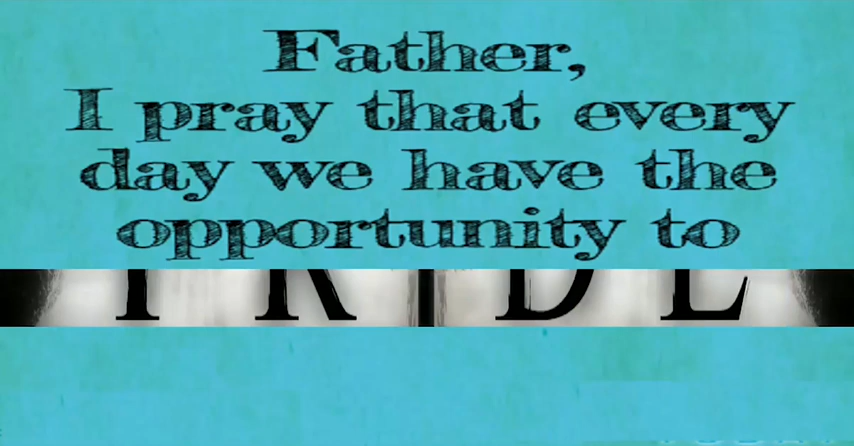 Father,
I pray that every
day we have the
opportunity to